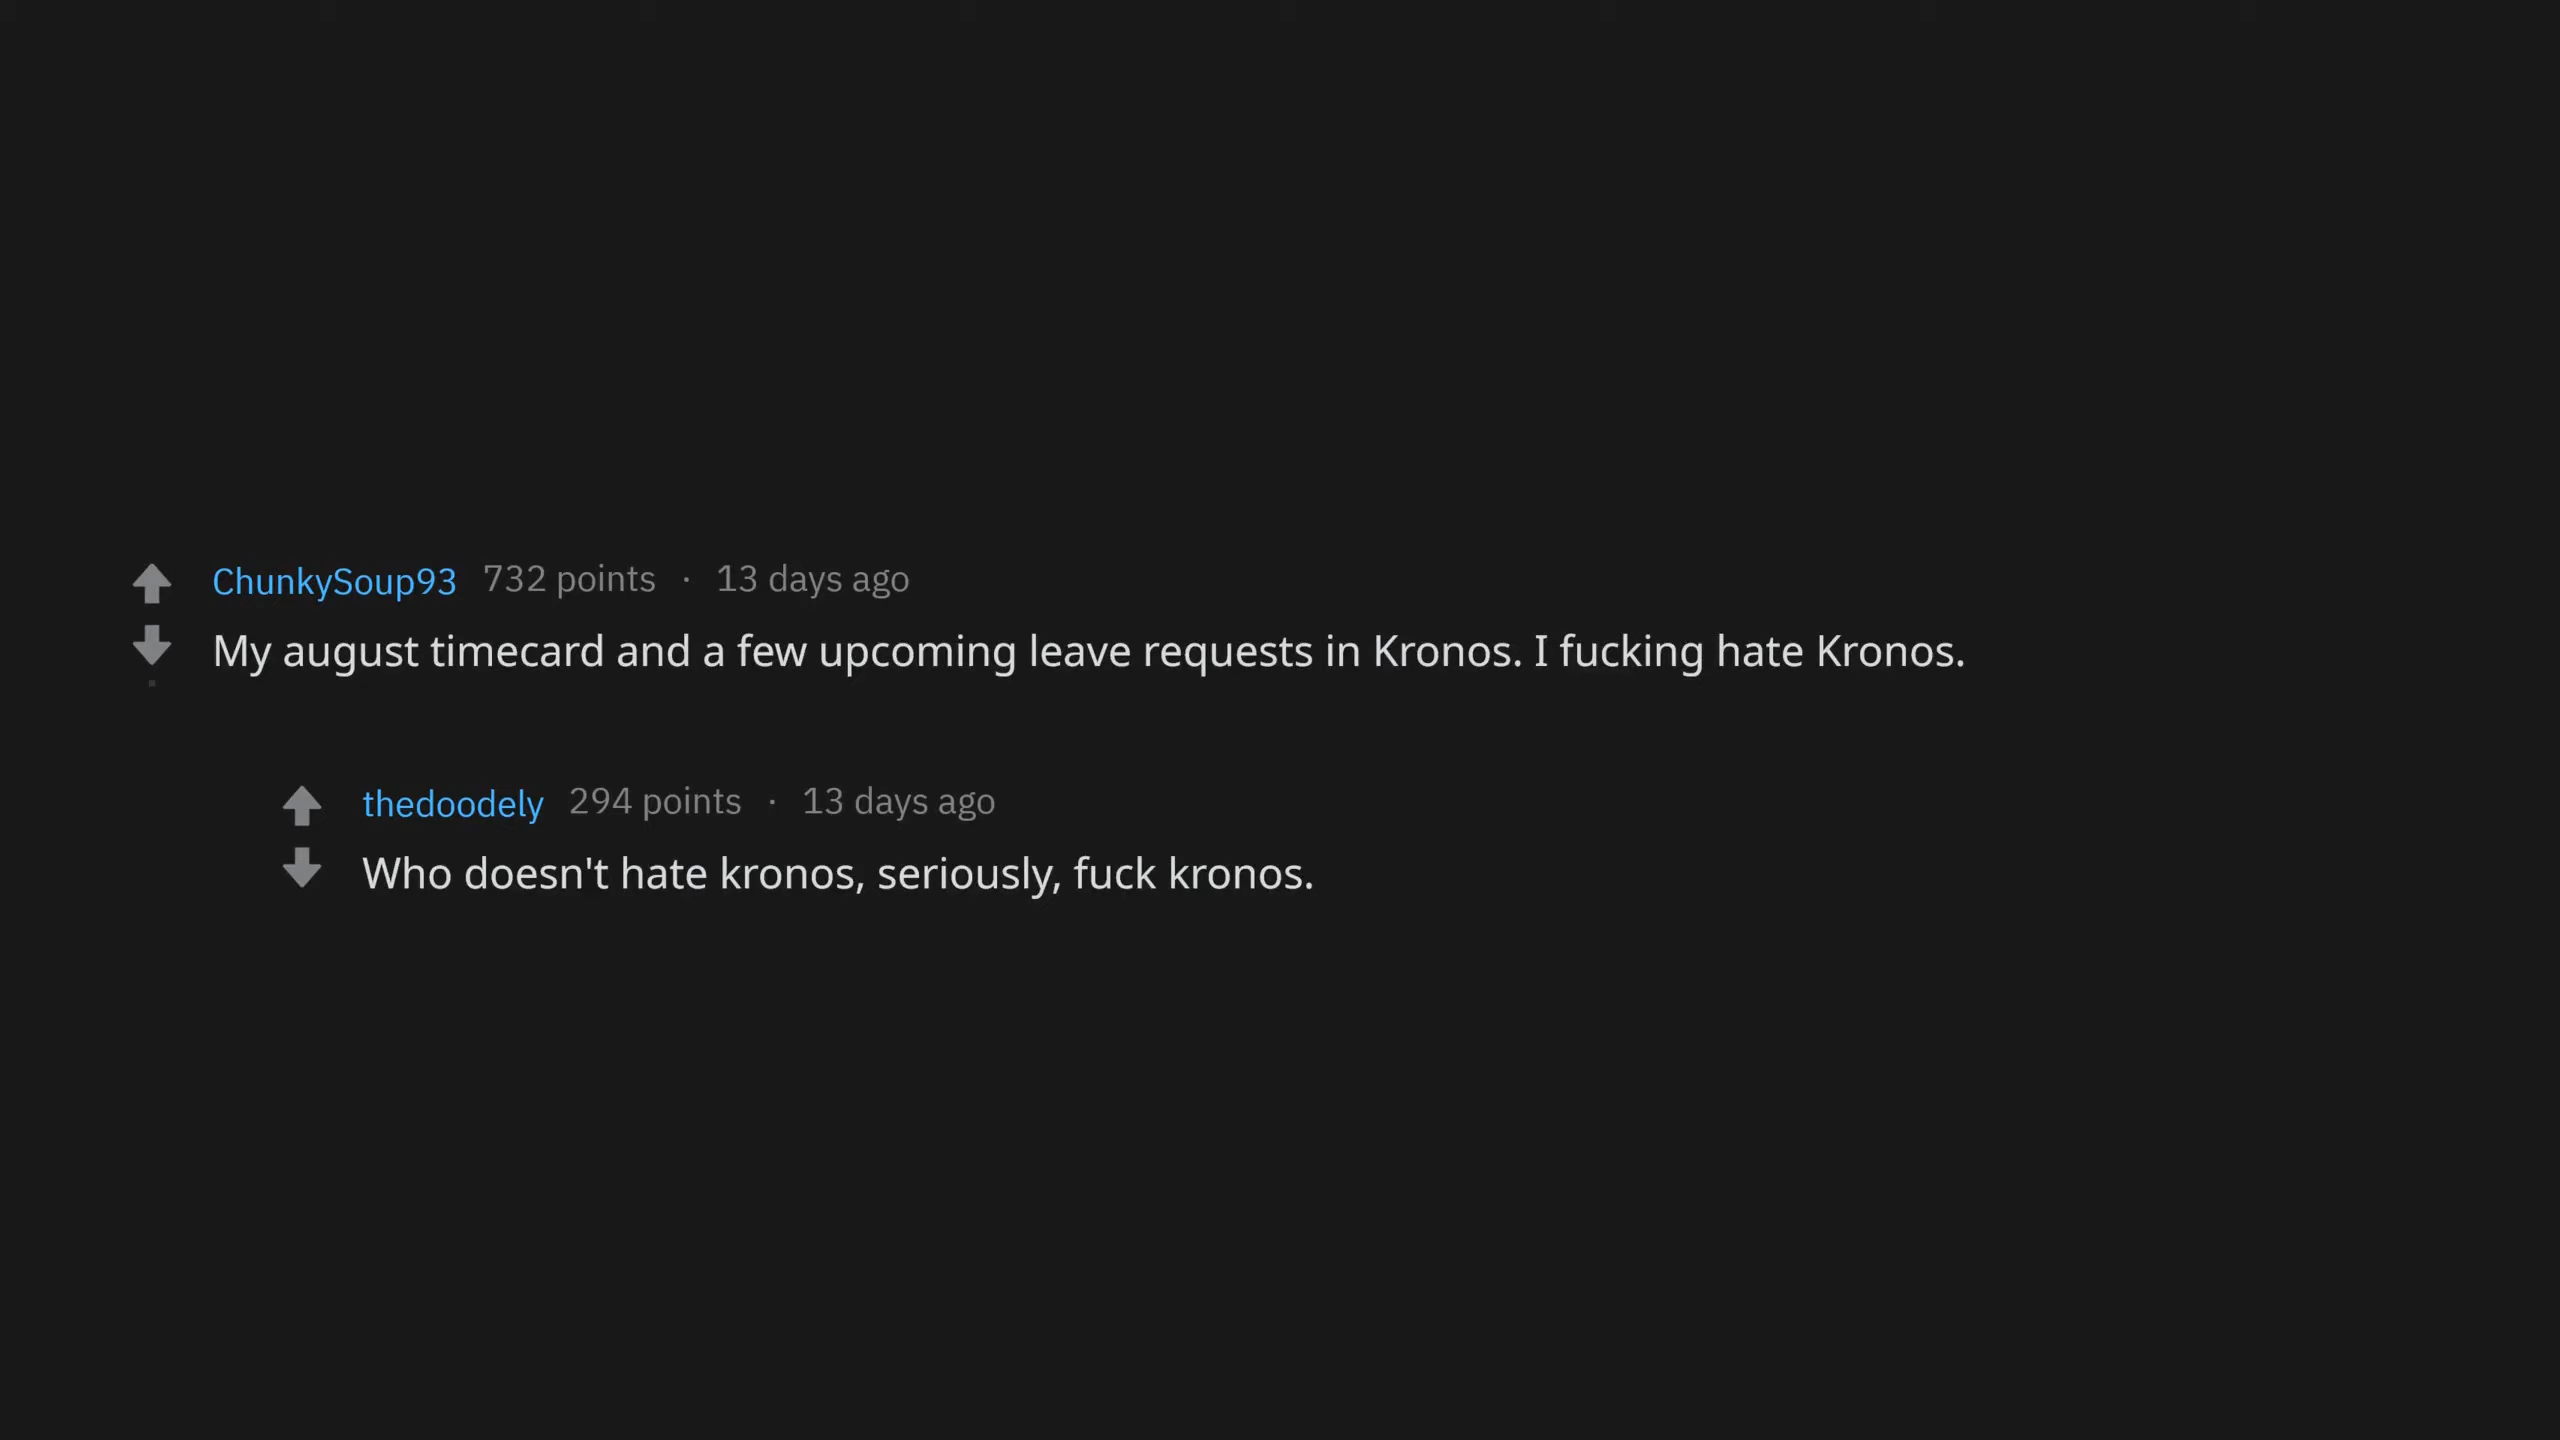 ChunkySoup93 732 points · 13 days ago
My august timecard and a few upcoming leave requests in Kronos. I fucking hate Kronos.
thedoodely 294 points · 13 days ago
Who doesn't hate kronos, seriously, fuck kronos.